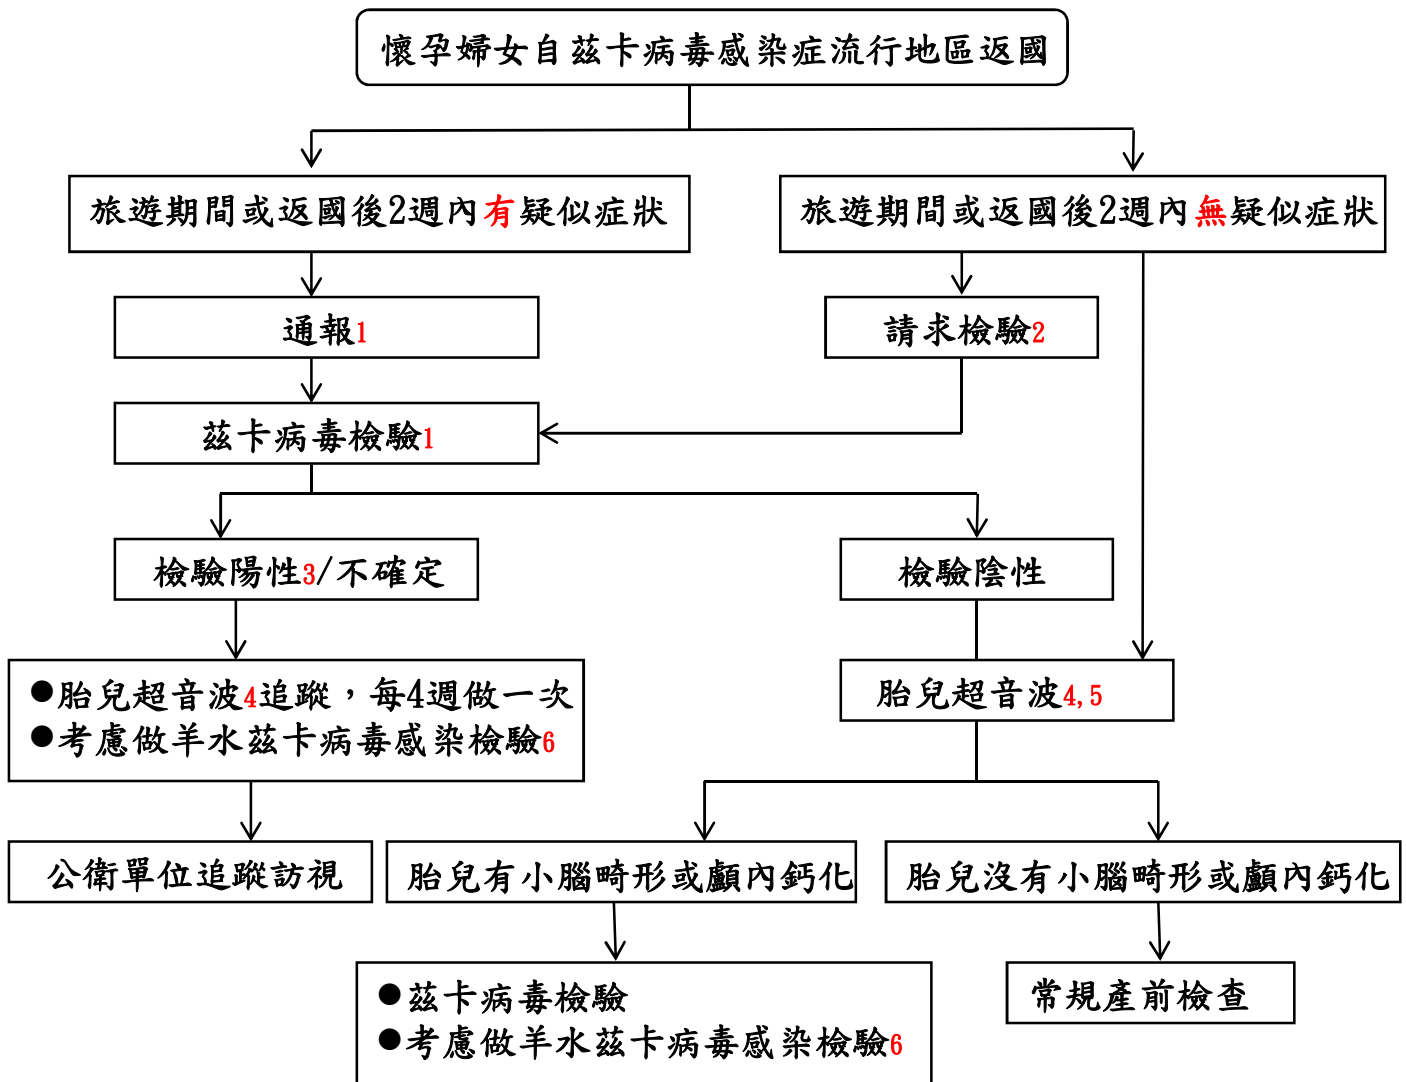 懷孕婦女自茲卡病毒感染症流行地區返國
旅遊期間或返國後2週內有疑似症狀
旅遊期間或返國後2週內無疑似症狀
通報1
請求檢驗2
茲卡病毒檢驗1
檢驗陽性3/不確定
檢驗陰性
●胎兒超音波4追蹤，每4週做一次
●考慮做羊水茲卡病毒感染檢驗6
胎兒超音波4,5
公衛單位追蹤訪視
胎兒有小腦畸形或顱內鈣化
胎兒沒有小腦畸形或顱內鈣化
●茲卡病毒檢驗
●考慮做羊水茲卡病毒感染檢驗6
常規產前檢查